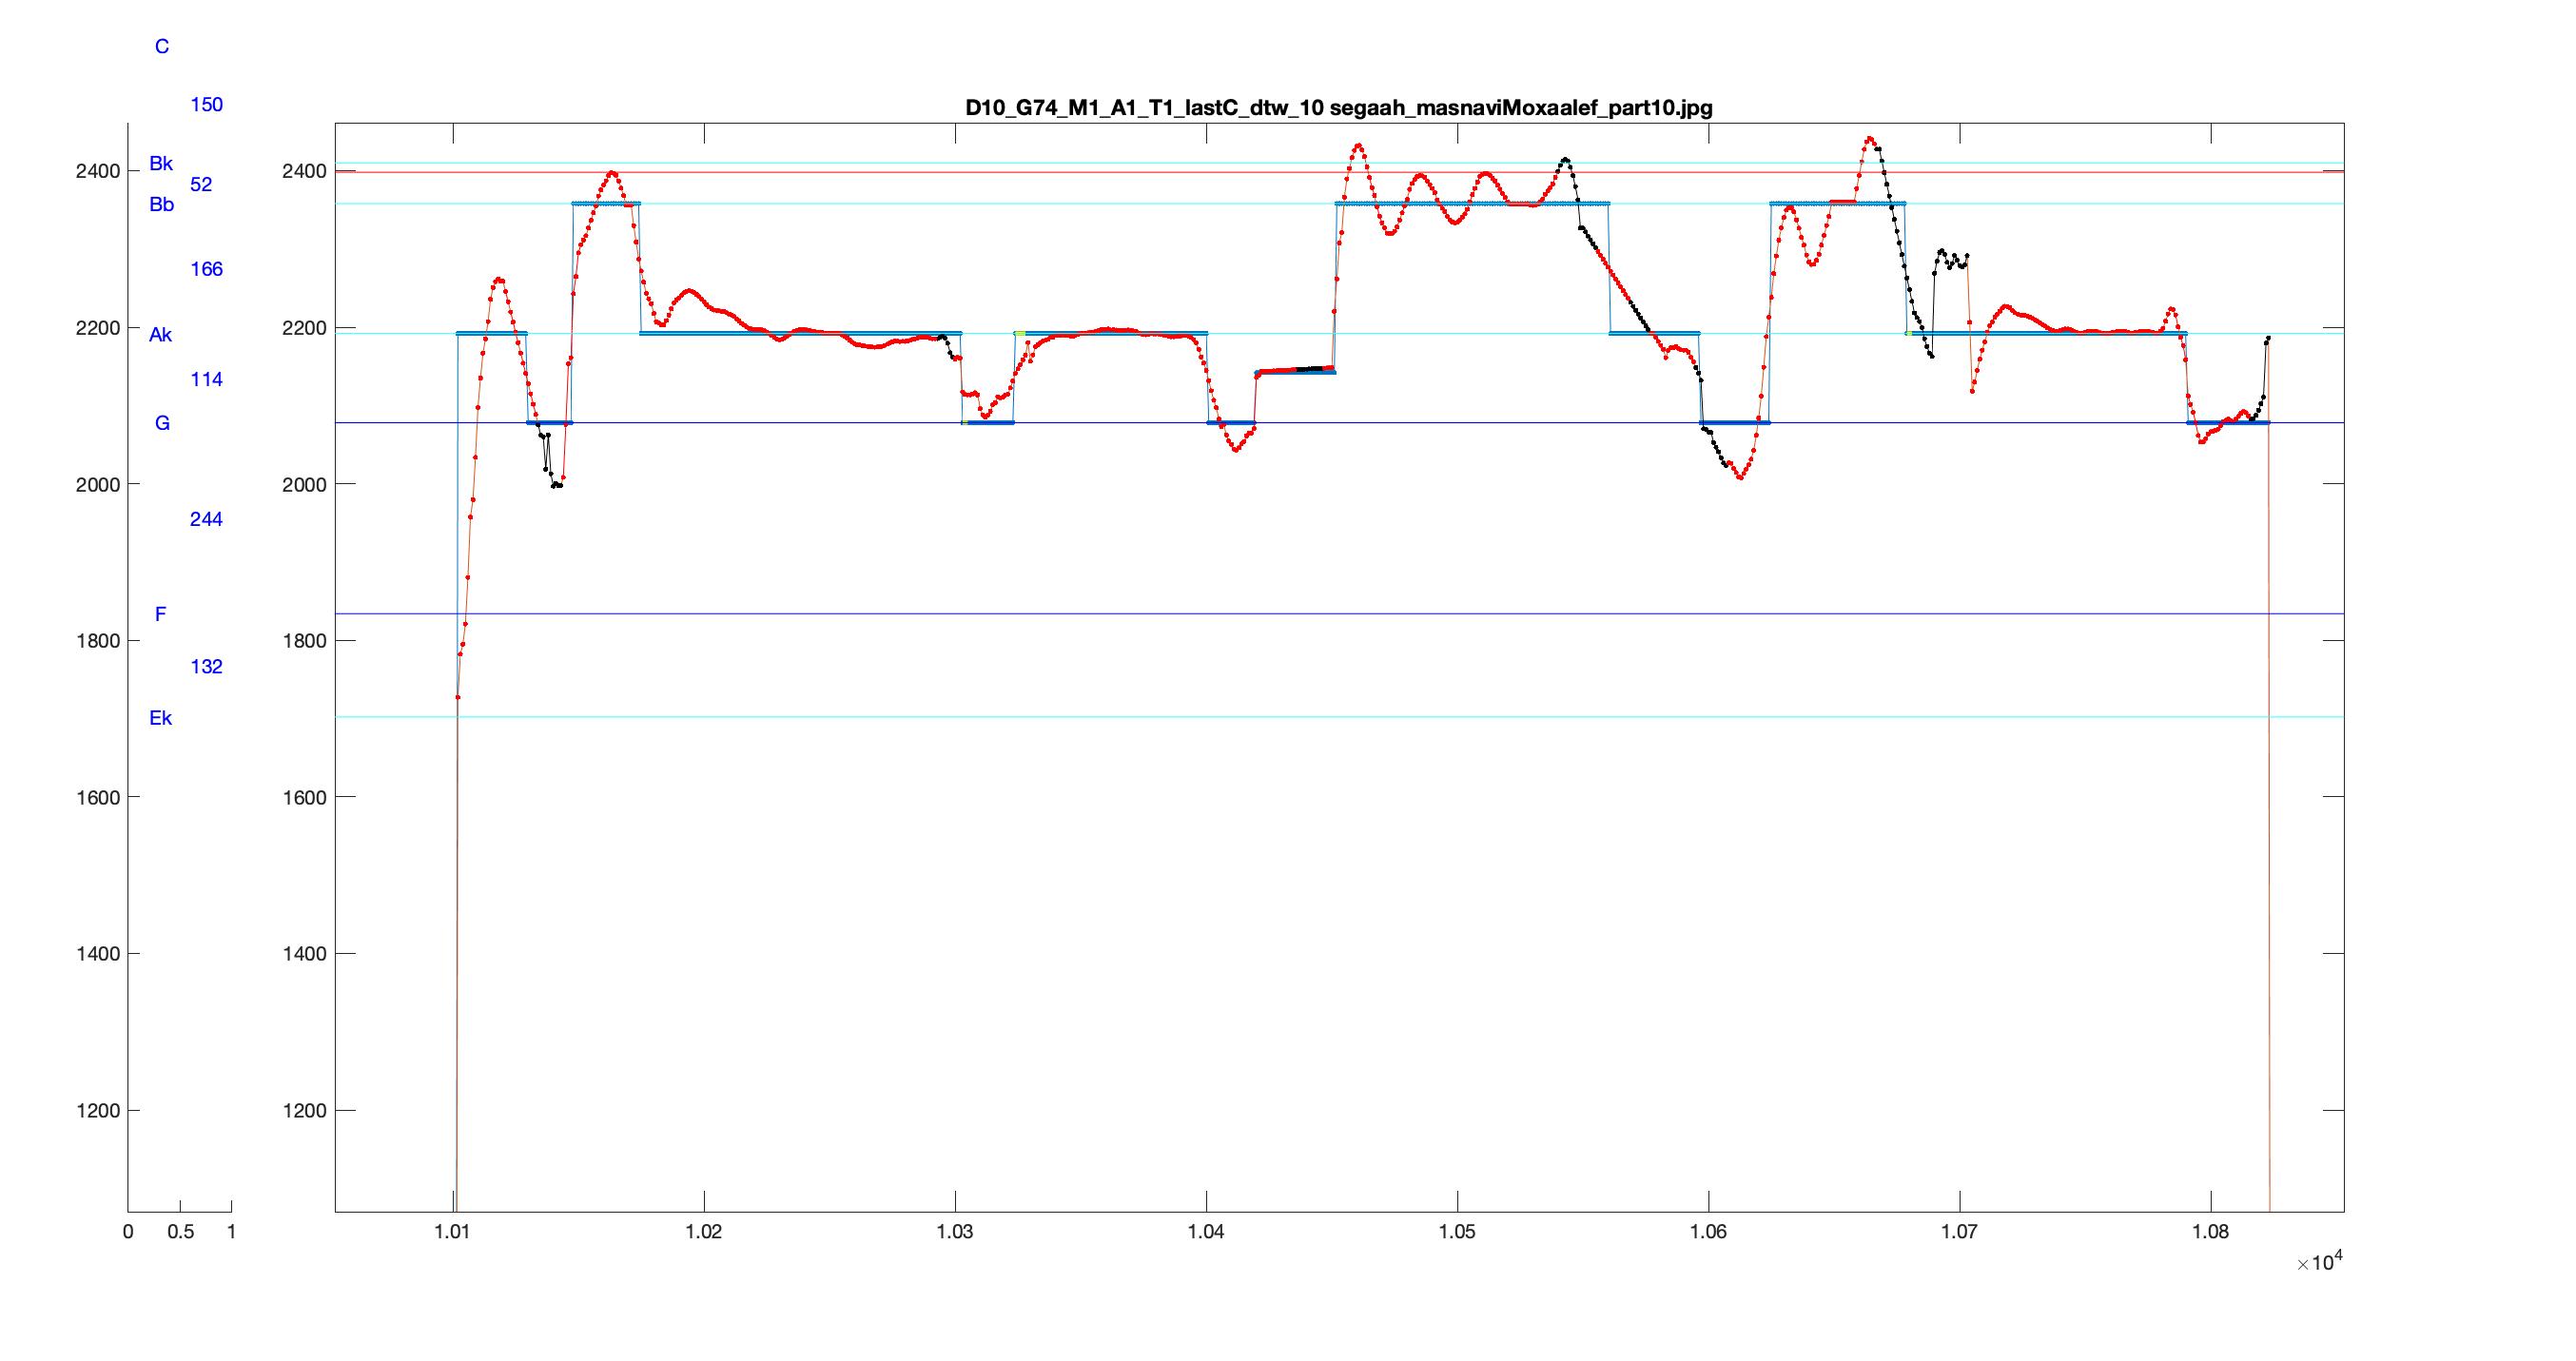 C
150
D10_G74_M1_A1_T1_lastC_dtw_10 segaah_masnaviMoxaalef_part10.jpg
2400 Bk 2400
52
Bb
166
2200 Ak 2200
114
G
2000 2000
244
F
1800 1800
132
Ek
1600 1600
1400 1400
1200 1200
0 0.5 1 1.01 1.02 1.03 1.04 1.05 1.06 1.07 1.08
×10⁴